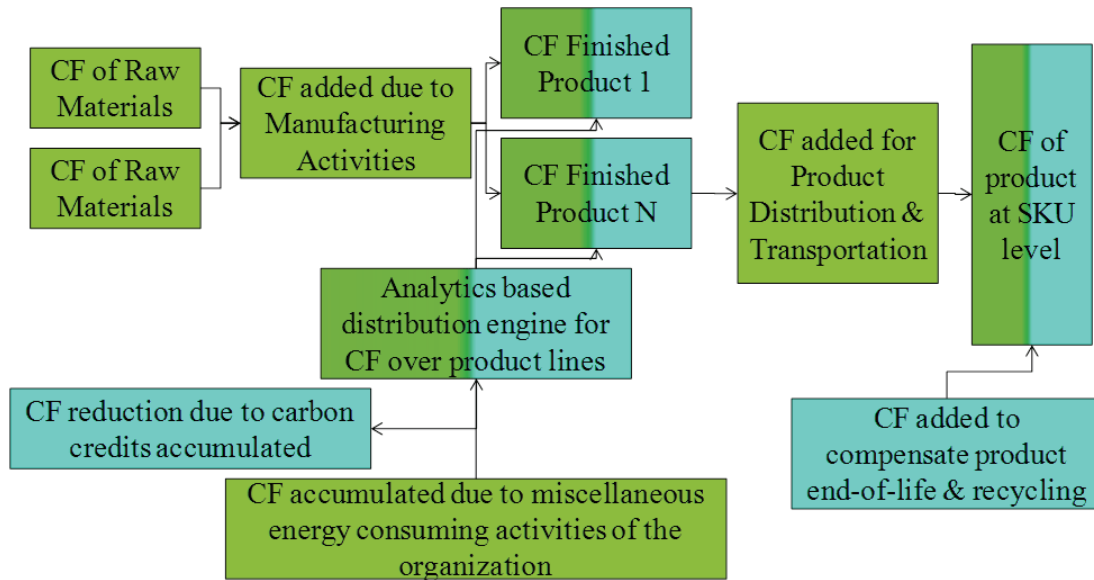 CF of Raw
Materials
CF of Raw
Materials
CF added due to
Manufacturing
Activities
CF Finished
Product 1
CF Finished
Product N
CF added for
Product
Distribution &
Transportation
CF of
product
at SKU
level
Analytics based
distribution engine for
CF over product lines
CF reduction due to carbon
credits accumulated
CF accumulated due to miscellaneous
energy consuming activities of the
organization
CF added to
compensate product
end-of-life & recycling